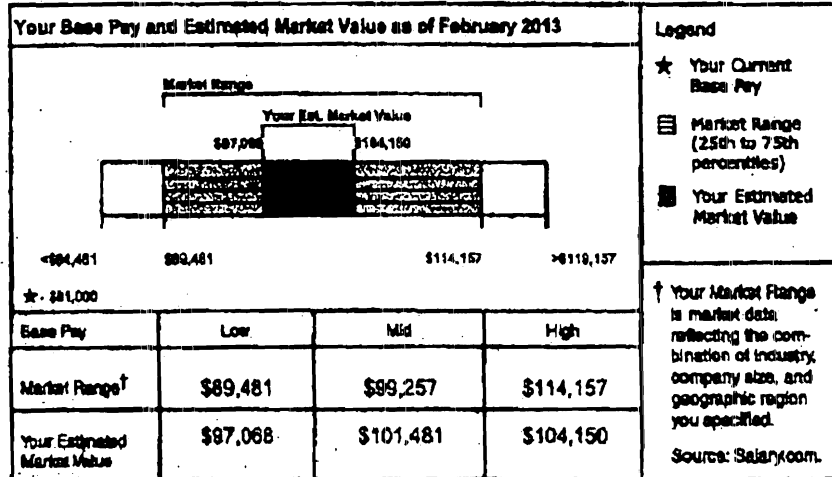 Your Base Pay and Estimated Market Value as of February 2013
Market Range
Your Est. Market Value
$97,068 $104,150
<$84,481 $89,481 $114,157 >$119,157
★ - $81,000
Base Pay Low Mid High
Market Range† $89,481 $99,257 $114,157
Your Estimated
Market Value
$97,068 $101,481 $104,150
Legend
★ Your Current
Base Pay
Market Range
(25th to 75th
percentiles)
Your Estimated
Market Value
† Your Market Range
is market data
reflecting the com-
bination of industry,
company size, and
geographic region
you specified.
Source: Salary.com.